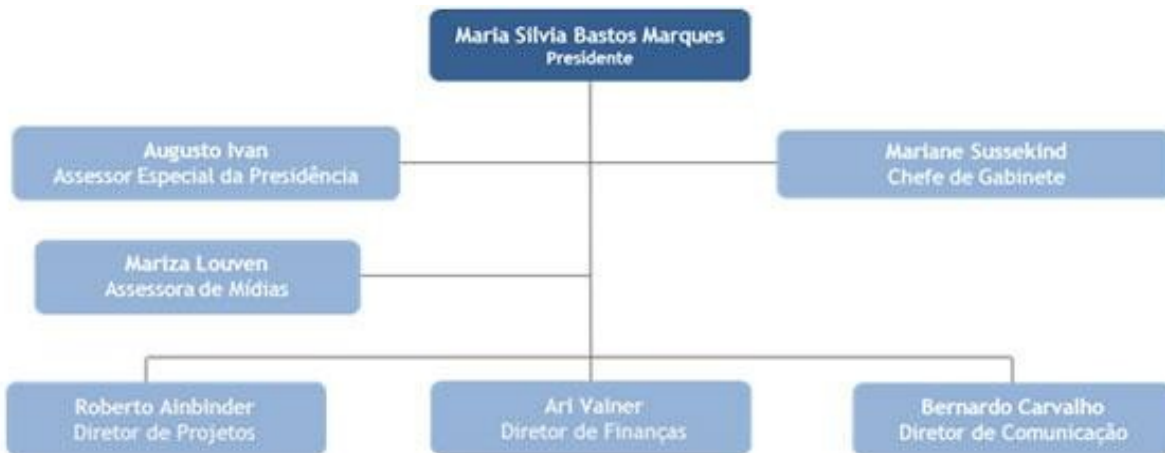 Maria Silvia Bastos Marques
Presidente
Augusto Ivan
Assessor Especial da Presidência
Mariane Sussekind
Chefe de Gabinete
Mariza Louven
Assessora de Mídias
Roberto Ainbinder
Diretor de Projetos
Ari Vainer
Diretor de Finanças
Bernardo Carvalho
Diretor de Comunicação